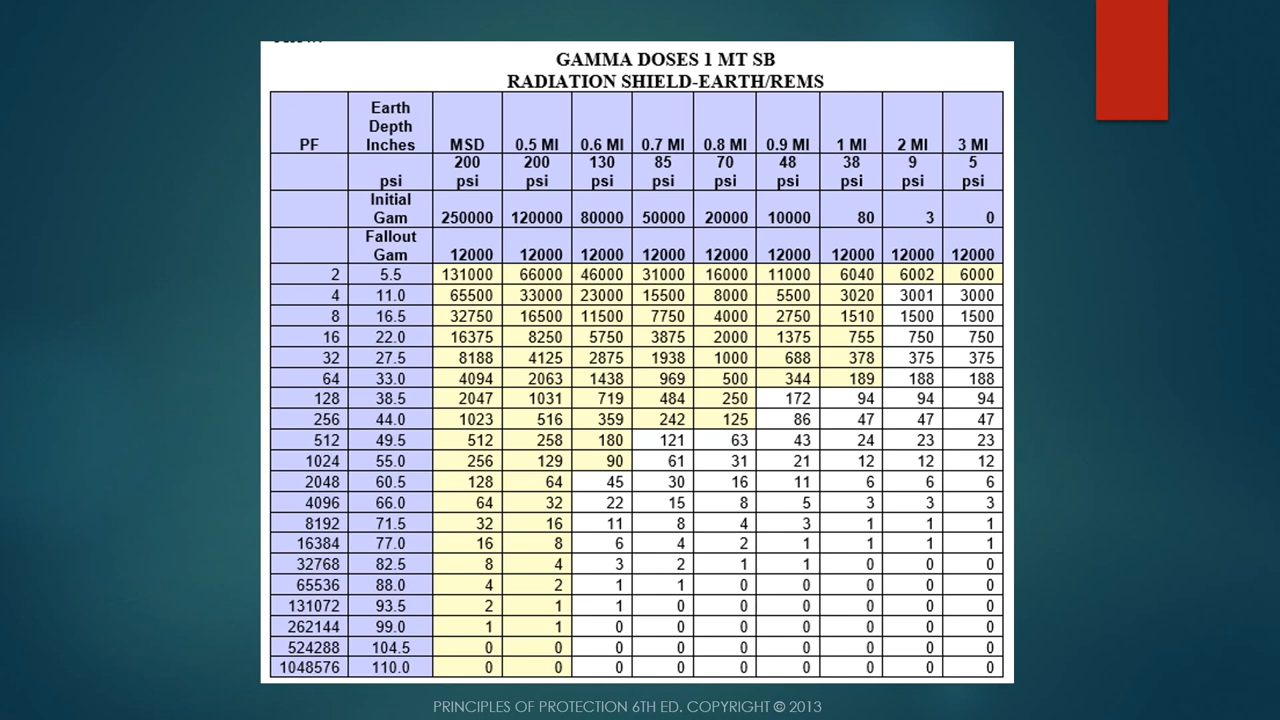 GAMMA DOSES 1 MT SB
RADIATION SHIELD-EARTH/REMS
PF Earth Depth Inches MSD 0.5 MI 0.6 MI 0.7 MI 0.8 MI 0.9 MI 1 MI 2 MI 3 MI
psi 200 psi 200 psi 130 psi 85 psi 70 psi 48 psi 38 psi 9 psi 5 psi
Initial Gam 250000 120000 80000 50000 20000 10000 80 3 0
Fallout Gam 12000 12000 12000 12000 12000 12000 12000 12000 12000
2 5.5 131000 66000 46000 31000 16000 11000 6040 6002 6000
4 11.0 65500 33000 23000 15500 8000 5500 3020 3001 3000
8 16.5 32750 16500 11500 7750 4000 2750 1510 1500 1500
16 22.0 16375 8250 5750 3875 2000 1375 755 750 750
32 27.5 8188 4125 2875 1938 1000 688 378 375 375
64 33.0 4094 2063 1438 969 500 344 189 188 188
128 38.5 2047 1031 719 484 250 172 94 94 94
256 44.0 1023 516 359 242 125 86 47 47 47
512 49.5 512 258 180 121 63 43 24 23 23
1024 55.0 256 129 90 61 31 21 12 12 12
2048 60.5 128 64 45 30 16 11 6 6 6
4096 66.0 64 32 22 15 8 5 3 3 3
8192 71.5 32 16 11 8 4 3 1 1 1
16384 77.0 16 8 6 4 2 1 1 1 1
32768 82.5 8 4 3 2 1 1 0 0 0
65536 88.0 4 2 1 1 0 0 0 0 0
131072 93.5 2 1 1 0 0 0 0 0 0
262144 99.0 1 1 0 0 0 0 0 0 0
524288 104.5 0 0 0 0 0 0 0 0 0
1048576 110.0 0 0 0 0 0 0 0 0 0
PRINCIPLES OF PROTECTION 6TH ED. COPYRIGHT © 2013